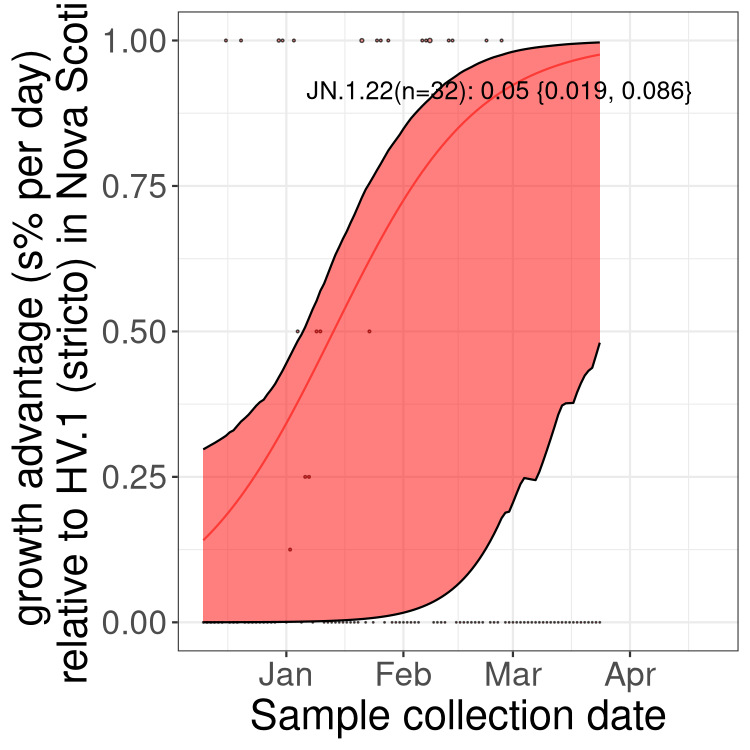 growth advantage (s% per day)
relative to HV.1 (stricto) in Nova Scoti
1.00
0.75
0.50
0.25
0.00
JN.1.22(n=32): 0.05 {0.019, 0.086}
Jan Feb Mar Apr
Sample collection date